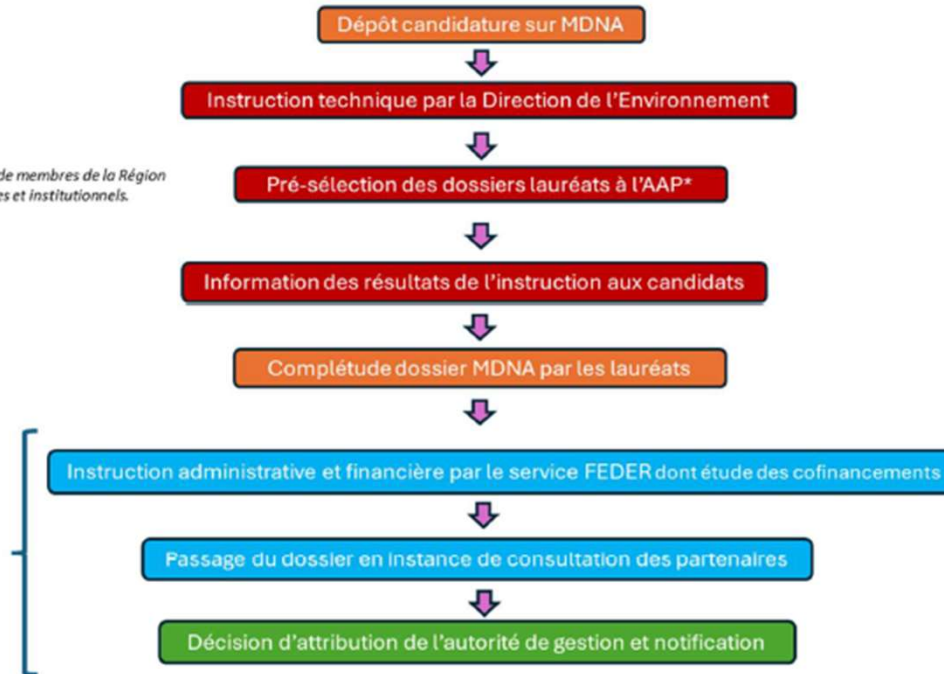 Dépôt candidature sur MDNA
Instruction technique par la Direction de l'Environnement
de membres de la Région
es et institutionnels.
Pré-sélection des dossiers lauréats à l'AAP*
Information des résultats de l'instruction aux candidats
Complétude dossier MDNA par les lauréats
Instruction administrative et financière par le service FEDER dont étude des cofinancements
Passage du dossier en instance de consultation des partenaires
Décision d'attribution de l'autorité de gestion et notification